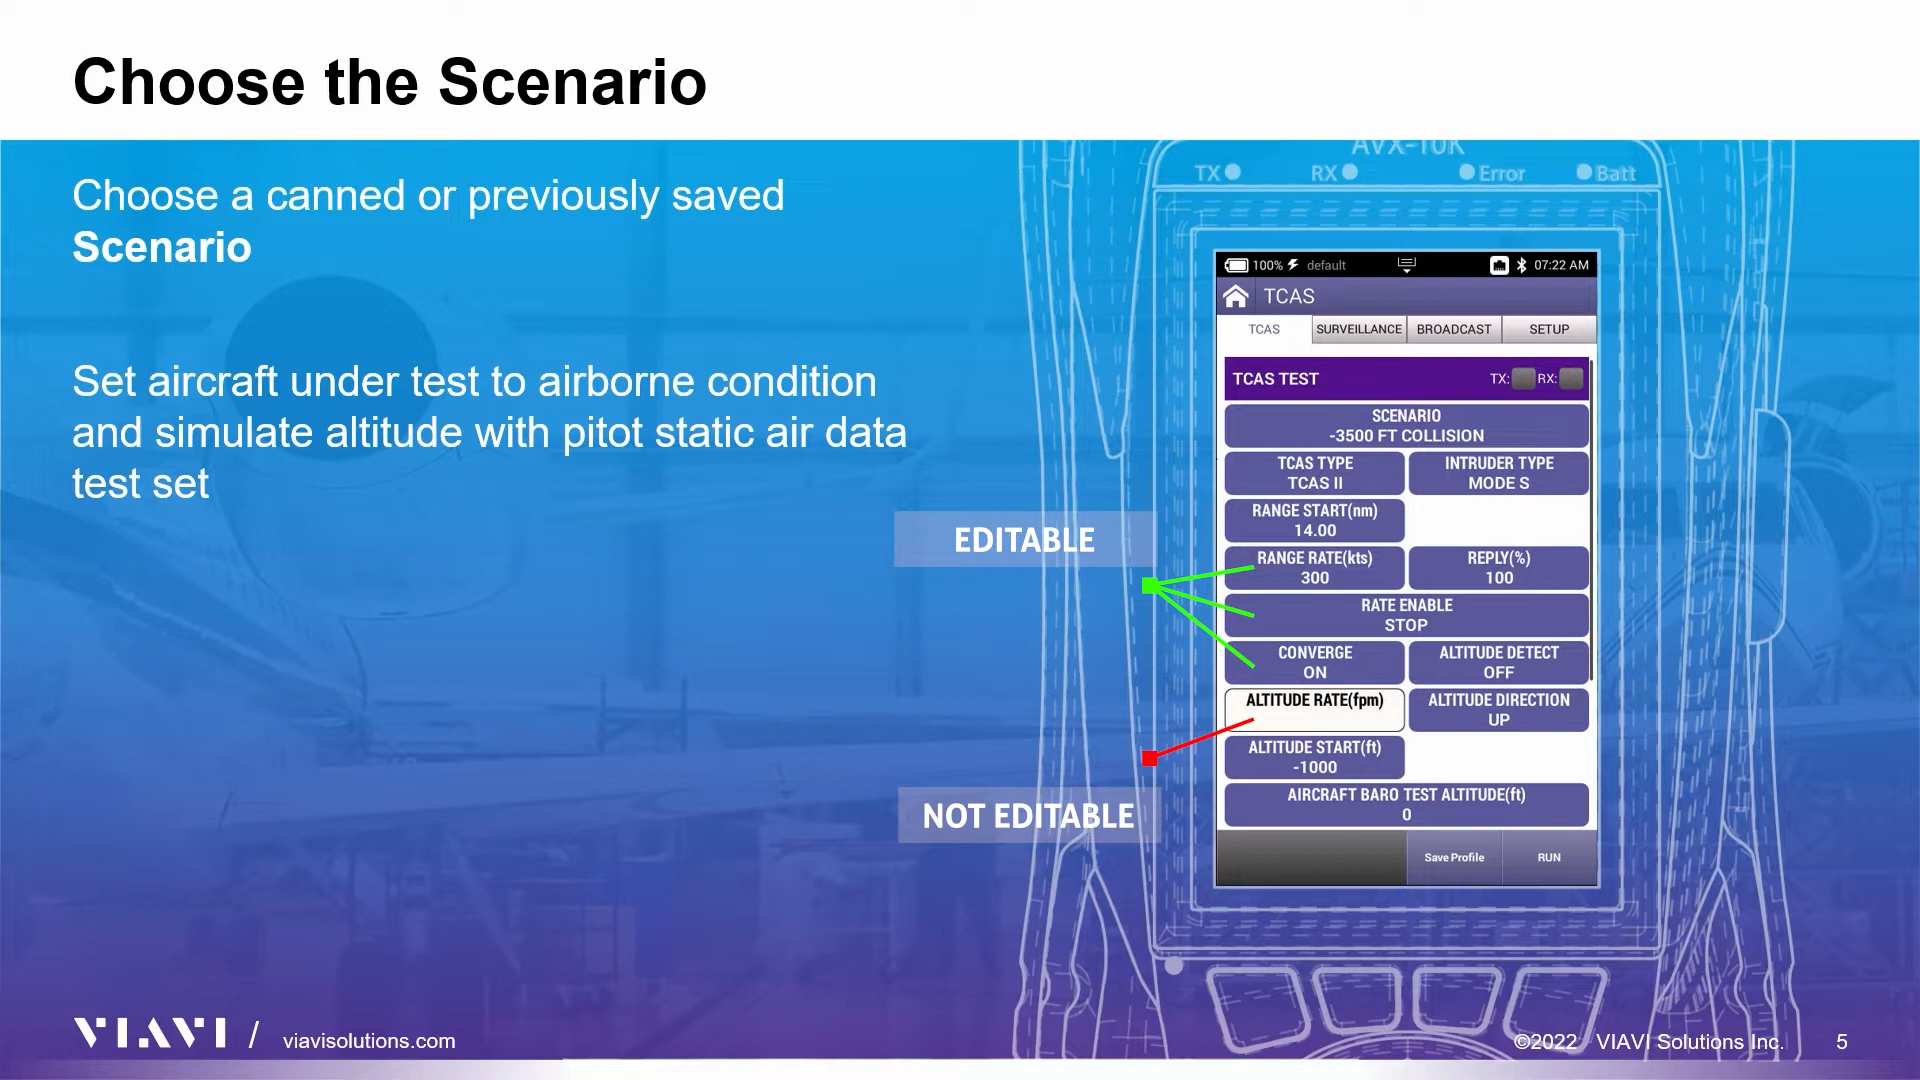 Choose the Scenario
Choose a canned or previously saved
Scenario
Set aircraft under test to airborne condition
and simulate altitude with pitot static air data
test set
EDITABLE
NOT EDITABLE
AVX-10K
TX RX Error Batt
100% default 07:22 AM
TCAS
TCAS SURVEILLANCE BROADCAST SETUP
TCAS TEST TX: RX:
SCENARIO
-3500 FT COLLISION
TCAS TYPE
TCAS II
INTRUDER TYPE
MODE S
RANGE START(nm)
14.00
RANGE RATE(kts)
300
REPLY(%)
100
RATE ENABLE
STOP
CONVERGE
ON
ALTITUDE DETECT
OFF
ALTITUDE RATE(fpm)
ALTITUDE DIRECTION
UP
ALTITUDE START(ft)
-1000
AIRCRAFT BARO TEST ALTITUDE(ft)
0
Save Profile RUN
VIAVI / viavisolutions.com
©2022 VIAVI Solutions Inc. 5